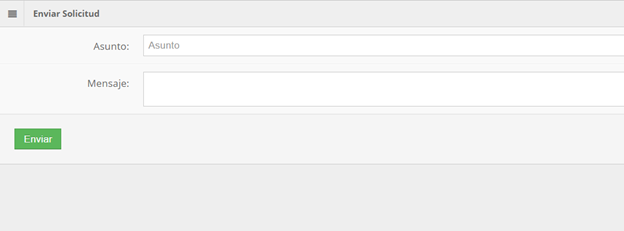 Enviar Solicitud
Asunto: Asunto
Mensaje:
Enviar